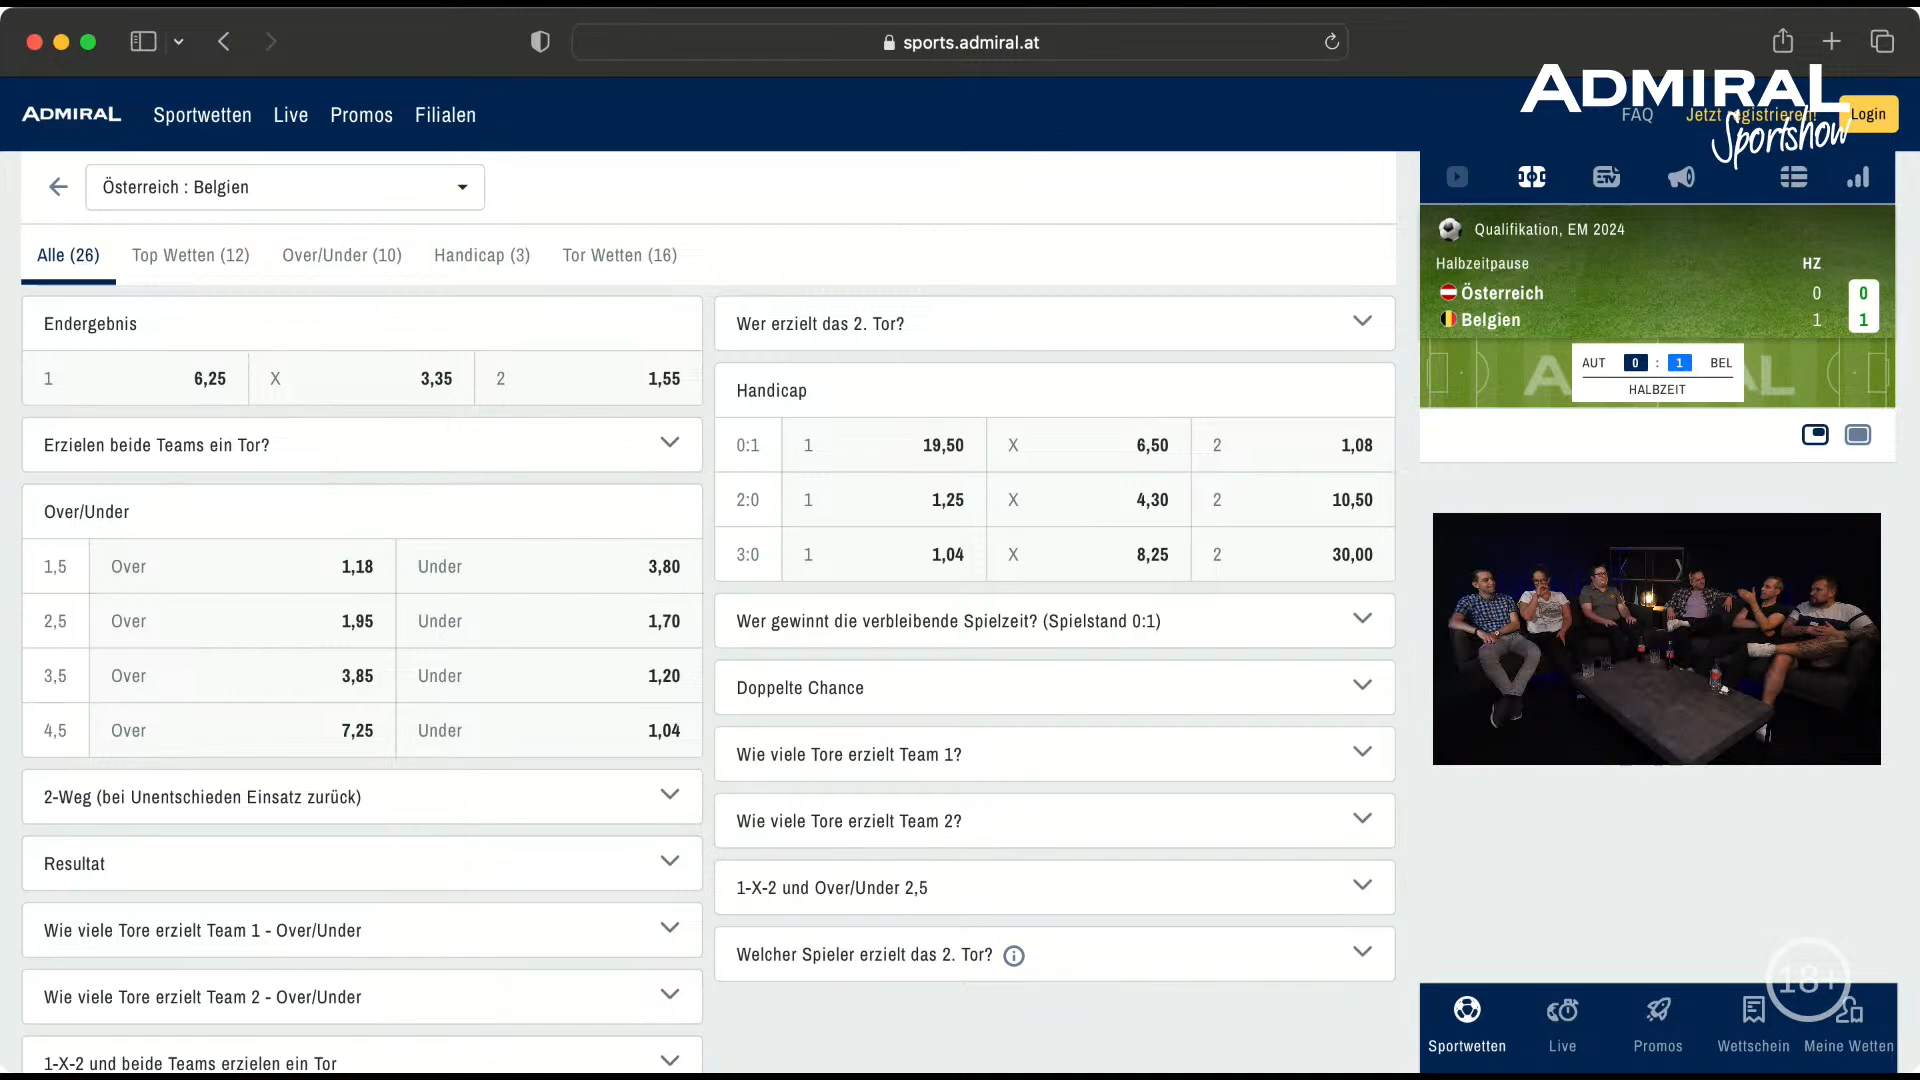 sports.admiral.at
ADMIRAL
Sportwetten
Live
Promos
Filialen
FAQ
Jetzt registrieren!
Login
ADMIRAL
Sportshow
Österreich : Belgien
Alle (26)
Top Wetten (12)
Over/Under (10)
Handicap (3)
Tor Wetten (16)
Endergebnis
1 6,25 X 3,35 2 1,55
Erzielen beide Teams ein Tor?
Over/Under
1,5 Over 1,18 Under 3,80
2,5 Over 1,95 Under 1,70
3,5 Over 3,85 Under 1,20
4,5 Over 7,25 Under 1,04
2-Weg (bei Unentschieden Einsatz zurück)
Resultat
Wie viele Tore erzielt Team 1 - Over/Under
Wie viele Tore erzielt Team 2 - Over/Under
1-X-2 und beide Teams erzielen ein Tor
Wer erzielt das 2. Tor?
Handicap
0:1 1 19,50 X 6,50 2 1,08
2:0 1 1,25 X 4,30 2 10,50
3:0 1 1,04 X 8,25 2 30,00
Wer gewinnt die verbleibende Spielzeit? (Spielstand 0:1)
Doppelte Chance
Wie viele Tore erzielt Team 1?
Wie viele Tore erzielt Team 2?
1-X-2 und Over/Under 2,5
Welcher Spieler erzielt das 2. Tor?
Qualifikation, EM 2024
Halbzeitpause HZ
Österreich 0 0
Belgien 1 1
AUT 0 : 1 BEL
HALBZEIT
18+
Sportwetten
Live
Promos
Wettschein
Meine Wetten